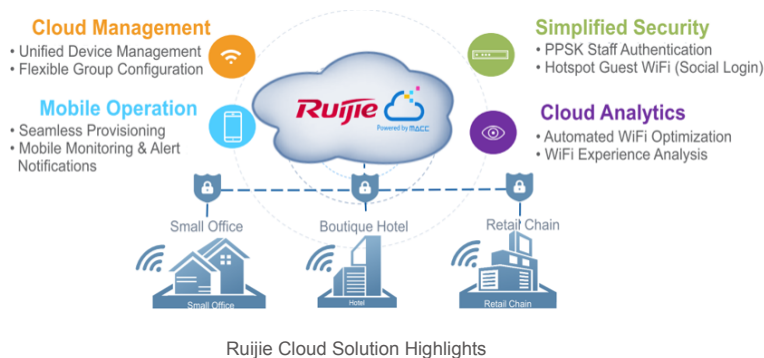 Cloud Management
• Unified Device Management
• Flexible Group Configuration
Mobile Operation
• Seamless Provisioning
• Mobile Monitoring & Alert
Notifications
Ruijie
Powered by MACC
Simplified Security
• PPSK Staff Authentication
• Hotspot Guest WiFi (Social Login)
Cloud Analytics
• Automated WiFi Optimization
• WiFi Experience Analysis
Small Office
Boutique Hotel
Retail Chain
Small Office
Hotel
Retail Chain
Ruijie Cloud Solution Highlights